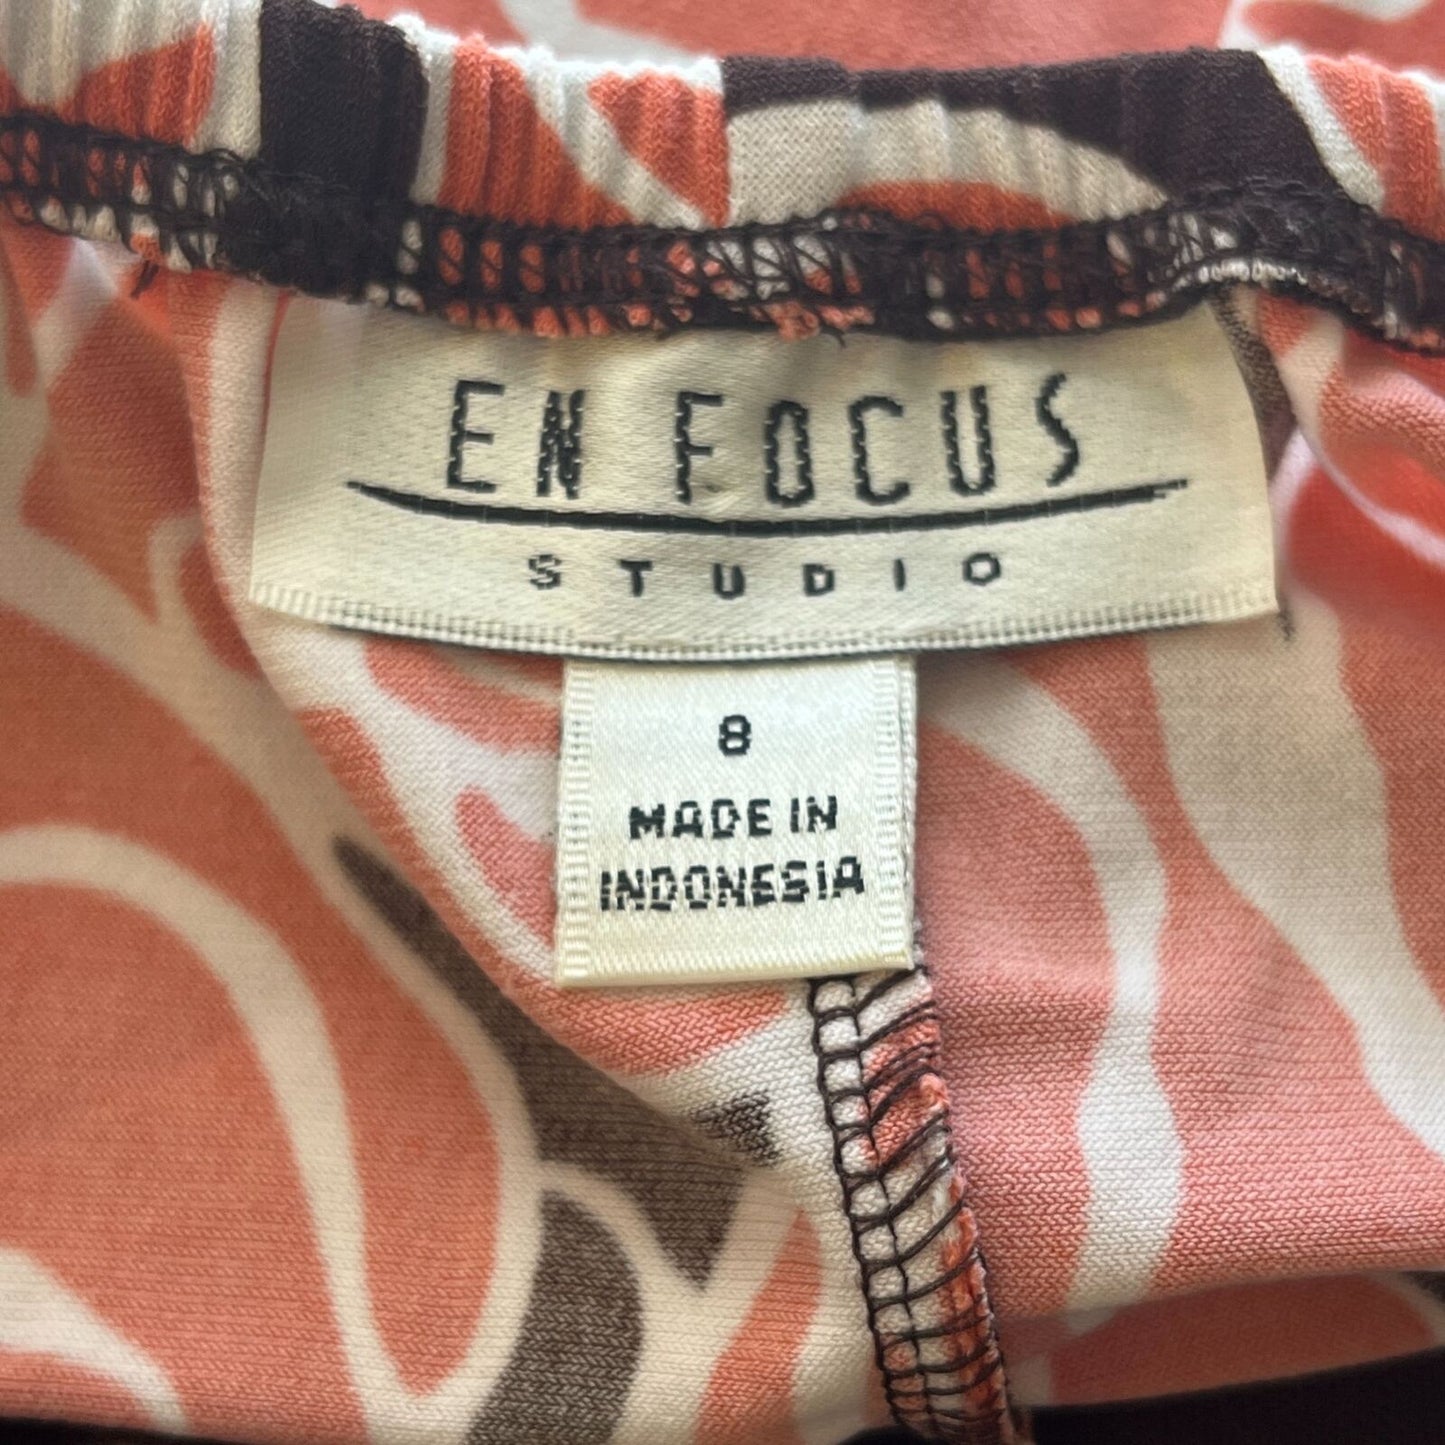 EN FOCUS
STUDIO
8
MADE IN
INDONESIA